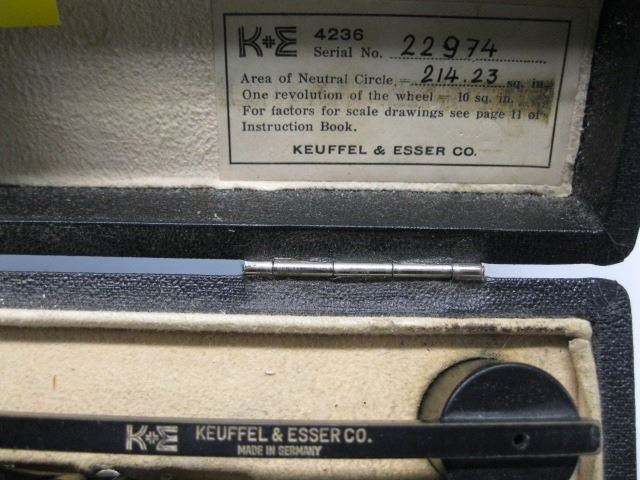 K+E 4236
Serial No. 22974
Area of Neutral Circle = 214.23 sq. in.
One revolution of the wheel = 10 sq. in.
For factors for scale drawings see page 11 of
Instruction Book.
KEUFFEL & ESSER CO.
K+E KEUFFEL & ESSER CO.
MADE IN GERMANY